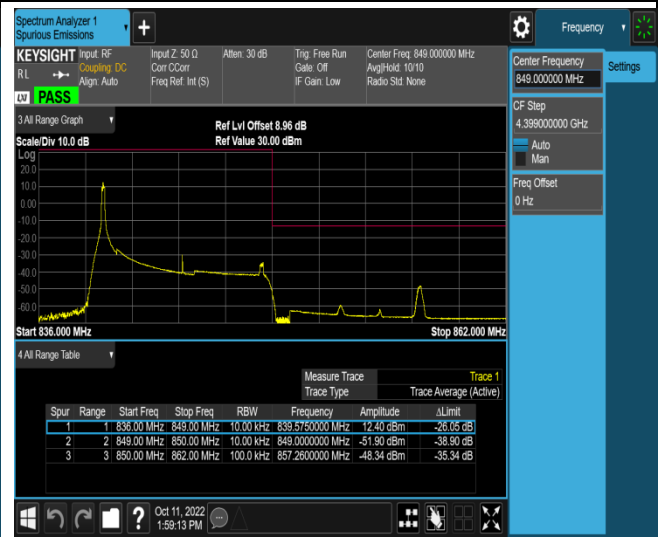 Spectrum Analyzer 1
Spurious Emissions
Frequency
KEYSIGHT
RL
LXI PASS
Input: RF
Coupling: DC
Align: Auto
Input Z: 50 Ω
Corr CCorr
Freq Ref: Int (S)
Atten: 30 dB
Trig: Free Run
Gate: Off
IF Gain: Low
Center Freq: 849.000000 MHz
Avg|Hold: 10/10
Radio Std: None
Center Frequency
849.000000 MHz
Settings
CF Step
4.399000000 GHz
Auto
Man
Freq Offset
0 Hz
3 All Range Graph
Ref Lvl Offset 8.96 dB
Scale/Div 10.0 dB
Ref Value 30.00 dBm
Log
20.0
10.0
0.00
-10.0
-20.0
-30.0
-40.0
-50.0
-60.0
Start 836.000 MHz
Stop 862.000 MHz
4 All Range Table
Measure Trace Trace 1
Trace Type Trace Average (Active)
Spur Range Start Freq Stop Freq RBW Frequency Amplitude ΔLimit
1 1 836.00 MHz 849.00 MHz 10.00 kHz 839.5750000 MHz 12.40 dBm -26.05 dB
2 2 849.00 MHz 850.00 MHz 10.00 kHz 849.0000000 MHz -51.90 dBm -38.90 dB
3 3 850.00 MHz 862.00 MHz 100.0 kHz 857.2600000 MHz -48.34 dBm -35.34 dB
?
Oct 11, 2022
1:59:13 PM